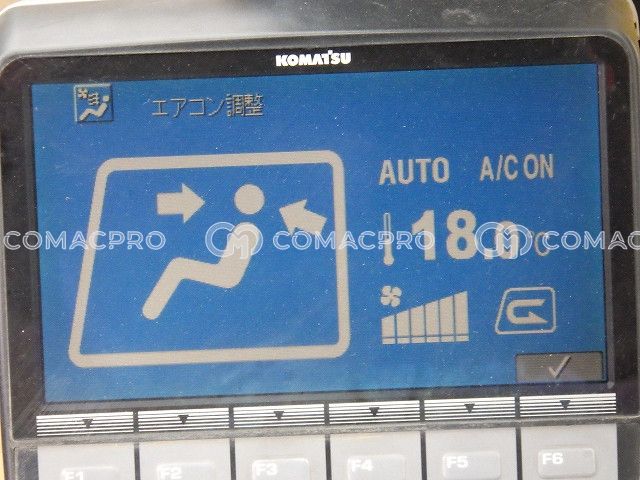 KOMATSU
エアコン調整
AUTO A/C ON
18.0°C
COMACPRO COMACPRO COMACPRO
F1 F2 F3 F4 F5 F6